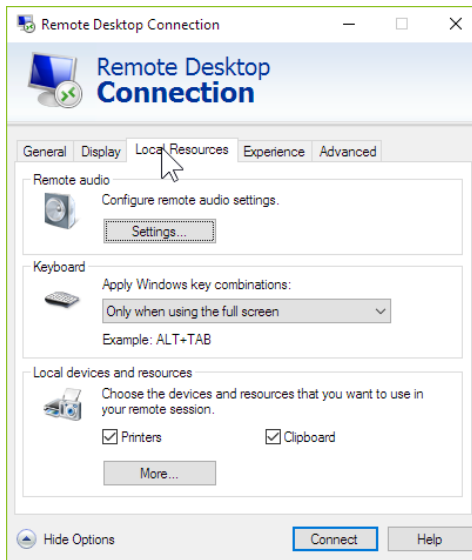 Remote Desktop Connection
Remote Desktop
Connection
General Display Local Resources Experience Advanced
Remote audio
Configure remote audio settings.
Settings...
Keyboard
Apply Windows key combinations:
Only when using the full screen
Example: ALT+TAB
Local devices and resources
Choose the devices and resources that you want to use in
your remote session.
Printers Clipboard
More...
Hide Options Connect Help